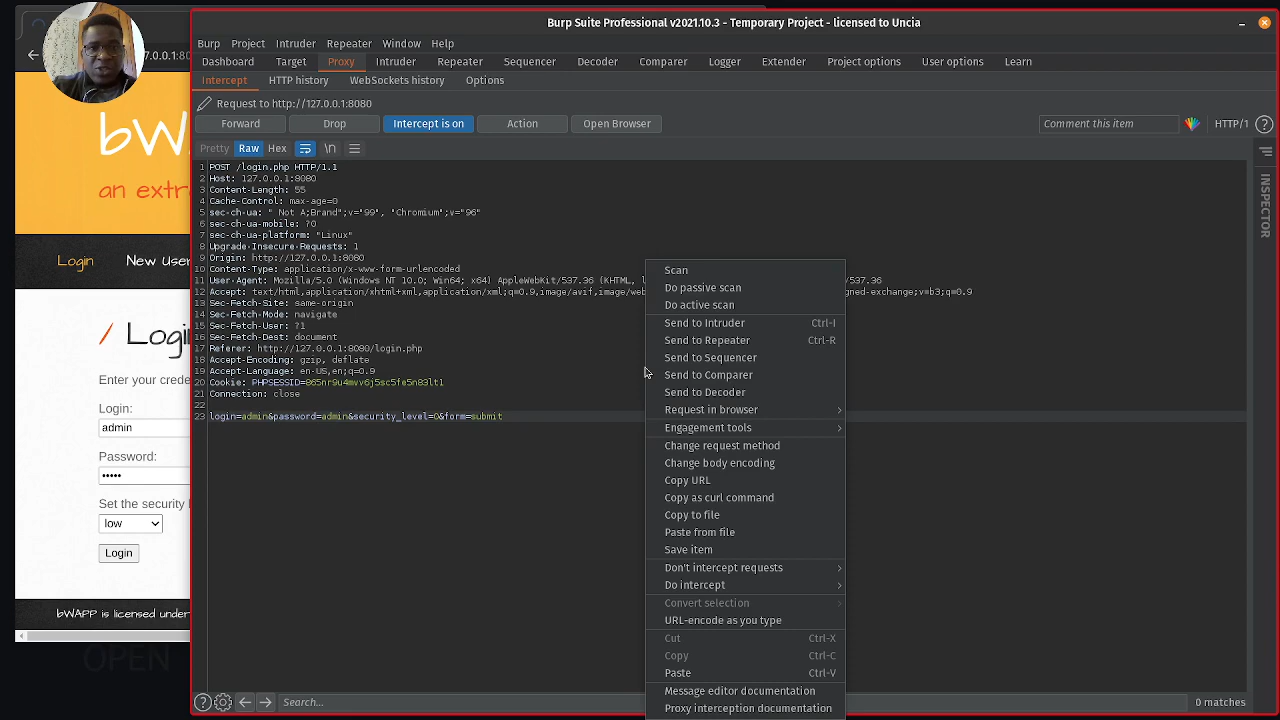 Burp Suite Professional v2021.10.3 - Temporary Project - licensed to Uncia
Burp Project Intruder Repeater Window Help
Dashboard Target Proxy Intruder Repeater Sequencer Decoder Comparer Logger Extender Project options User options Learn
Intercept HTTP history WebSockets history Options
Request to http://127.0.0.1:8080
Forward Drop Intercept is on Action Open Browser Comment this item HTTP/1 ?
Pretty Raw Hex \n
INSPECTOR
1 POST /login.php HTTP/1.1
2 Host: 127.0.0.1:8080
3 Content-Length: 55
4 Cache-Control: max-age=0
5 sec-ch-ua: " Not A;Brand";v="99", "Chromium";v="96"
6 sec-ch-ua-mobile: ?0
7 sec-ch-ua-platform: "Linux"
8 Upgrade-Insecure-Requests: 1
9 Origin: http://127.0.0.1:8080
10 Content-Type: application/x-www-form-urlencoded
11 User-Agent: Mozilla/5.0 (Windows NT 10.0; Win64; x64) AppleWebKit/537.36 (KHTML, /537.36
12 Accept: text/html,application/xhtml+xml,application/xml;q=0.9,image/avif,image/web gned-exchange;v=b3;q=0.9
13 Sec-Fetch-Site: same-origin
14 Sec-Fetch-Mode: navigate
15 Sec-Fetch-User: ?1
16 Sec-Fetch-Dest: document
17 Referer: http://127.0.0.1:8080/login.php
18 Accept-Encoding: gzip, deflate
19 Accept-Language: en-US,en;q=0.9
20 Cookie: PHPSESSID=865nr9u4mvv6j5sc5fe5n83lt1
21 Connection: close
22
23 login=admin&password=admin&security_level=0&form=submit
Scan
Do passive scan
Do active scan
Send to Intruder Ctrl-I
Send to Repeater Ctrl-R
Send to Sequencer
Send to Comparer
Send to Decoder
Request in browser
Engagement tools
Change request method
Change body encoding
Copy URL
Copy as curl command
Copy to file
Paste from file
Save item
Don't intercept requests
Do intercept
Convert selection
URL-encode as you type
Cut Ctrl-X
Copy Ctrl-C
Paste Ctrl-V
Message editor documentation
Proxy interception documentation
? Search... 0 matches
7.0.0.1:80
bW
an extr
Login New User
/ Login
Enter your crede
Login:
admin
Password:
•••••
Set the security l
low
Login
bWAPP is licensed under
OPEN